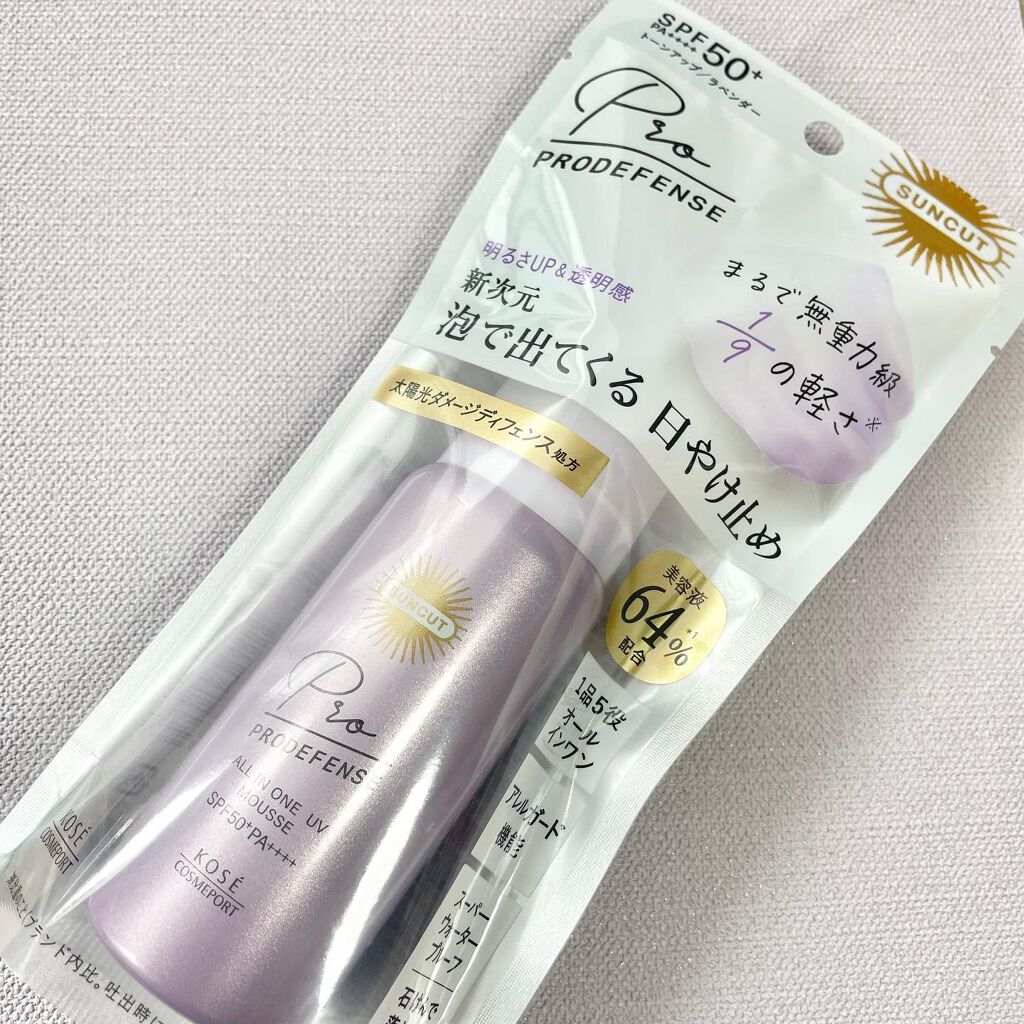 SPF50+
PA++++
トーンアップ/ラベンダー
Pro
PRODEFENSE
SUNCUT
明るさUP&透明感
新次元
泡で出てくる 日やけ止め
まるで無重力級
1/9の軽さ※
太陽光ダメージディフェンス処方
美容液
64%*1
配合
1品5役
オール
インワン
アレルガード
機能
スーパー
ウォーター
プルーフ
石けんで
SUNCUT
Pro
PRODEFENSE
ALL IN ONE UV
MOUSSE
SPF50+PA++++
KOSÉ
COSMEPORT
KOSÉ
COSMEPORT
ブランド内比。吐出時に